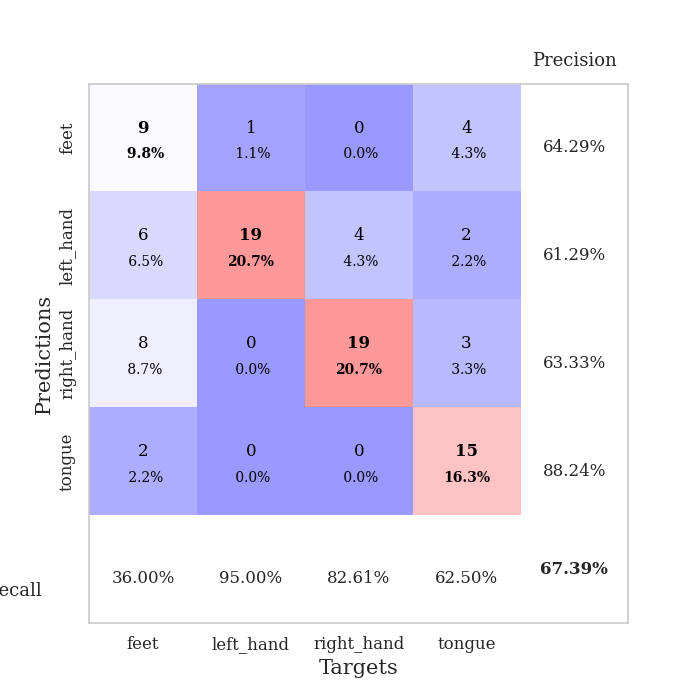 Precision
feet
9 1 0 4
9.8% 1.1% 0.0% 4.3%
64.29%
left_hand
6 19 4 2
6.5% 20.7% 4.3% 2.2%
61.29%
Predictions
right_hand
8 0 19 3
8.7% 0.0% 20.7% 3.3%
63.33%
tongue
2 0 0 15
2.2% 0.0% 0.0% 16.3%
88.24%
ecall
36.00% 95.00% 82.61% 62.50% 67.39%
feet left_hand right_hand tongue
Targets